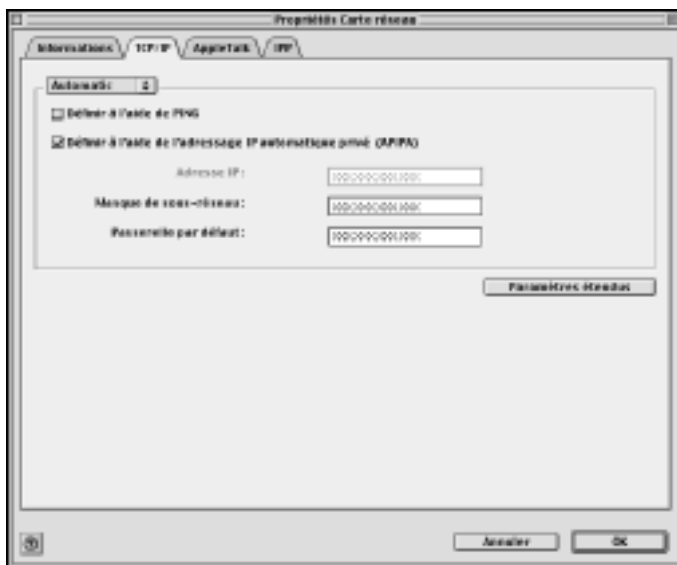 Propriétés Carte réseau
Informations
TCP/IP
AppleTalk
IPP
Automatic
Définir à l'aide de PING
Définir à l'aide de l'adressage IP automatique privé (APIPA)
Adresse IP:
Masque de sous-réseau:
Passerelle par défaut:
Paramètres étendus
Annuler
OK